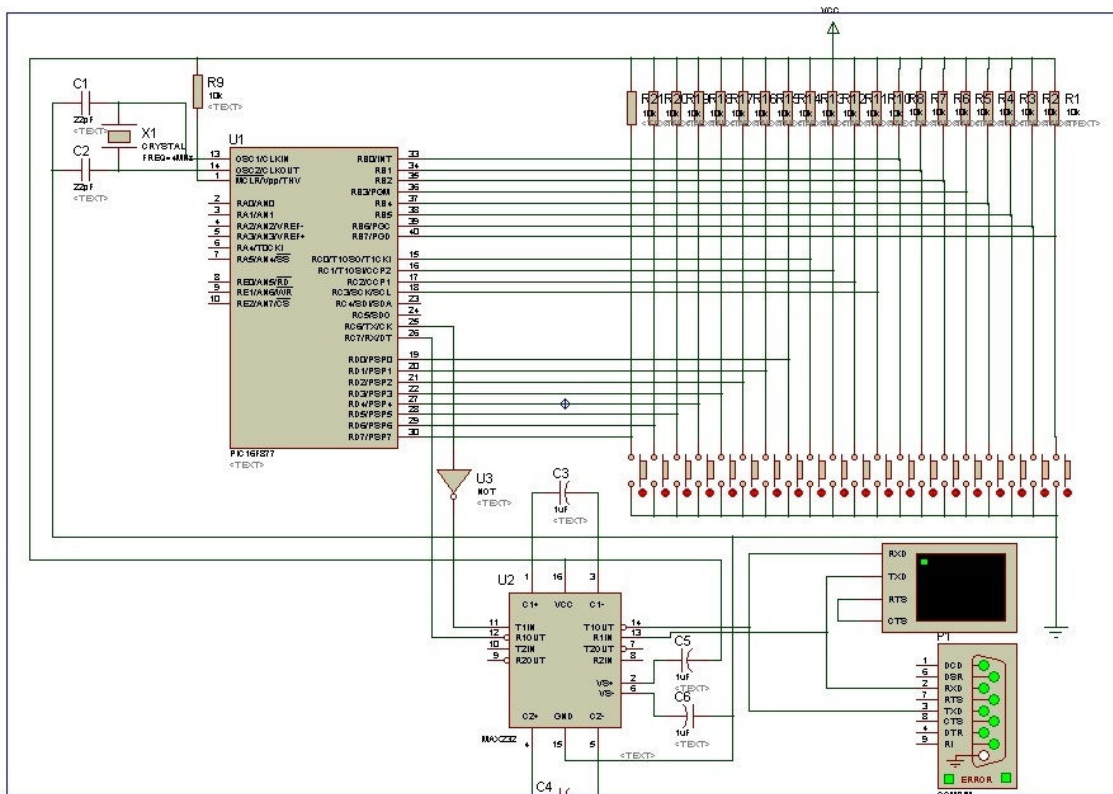 VCC
C1
22pF
<TEXT>
X1
CRYSTAL
FREQ=4MHz
<TEXT>
C2
22pF
<TEXT>
R9
10k
<TEXT>
R8
R7
R6
R5
R4
R3
R2
R1
10k
<TEXT>
U1
13 OSC1/CLKIN
14 OSC2/CLKOUT
1 MCLR/Vpp/THV
2 RA0/AN0
3 RA1/AN1
4 RA2/AN2/VREF-
5 RA3/AN3/VREF+
6 RA4/T0CKI
7 RA5/AN4/SS
8 RE0/AN5/RD
9 RE1/AN6/WR
10 RE2/AN7/CS
RB0/INT 33
RB1 34
RB2 35
RB3/PGM 36
RB4 37
RB5 38
RB6/PGC 39
RB7/PGD 40
RC0/T1OSO/T1CKI 15
RC1/T1OSI/CCP2 16
RC2/CCP1 17
RC3/SCK/SCL 18
RC4/SDI/SDA 23
RC5/SDO 24
RC6/TX/CK 25
RC7/RX/DT 26
RD0/PSP0 19
RD1/PSP1 20
RD2/PSP2 21
RD3/PSP3 22
RD4/PSP4 27
RD5/PSP5 28
RD6/PSP6 29
RD7/PSP7 30
PIC16F877
<TEXT>
U3
NOT
<TEXT>
C3
1uF
<TEXT>
U2
1 16 3
C1+ VCC C1-
11 T1IN
12 R1OUT
10 T2IN
9 R2OUT
T1OUT 14
R1IN 13
T2OUT 7
R2IN 8
VS+ 2
VS- 6
C2+ GND C2-
4 15 5
MAX232
<TEXT>
C5
1uF
<TEXT>
C6
1uF
<TEXT>
C4
RXD
TXD
RTS
CTS
P1
1 DCD
6 DSR
2 RXD
7 RTS
3 TXD
8 CTS
4 DTR
9 RI
ERROR